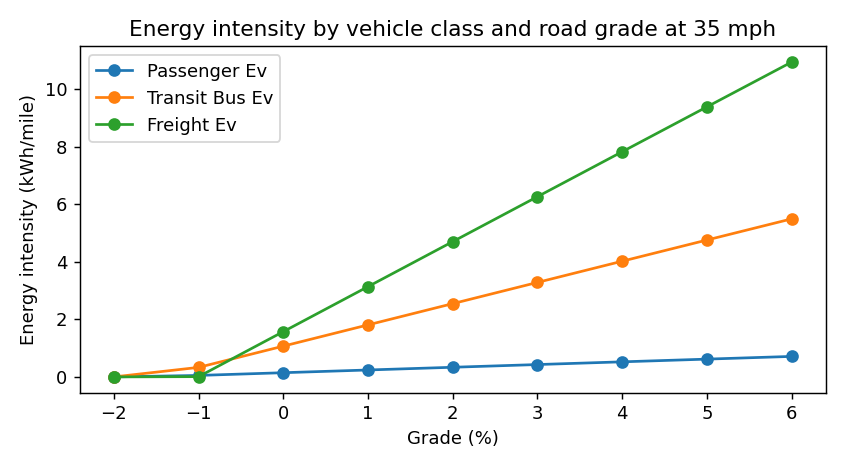 Energy intensity by vehicle class and road grade at 35 mph
Passenger Ev
Transit Bus Ev
Freight Ev
Energy intensity (kWh/mile)
10
8
6
4
2
0
−2
−1
0
1
2
3
4
5
6
Grade (%)